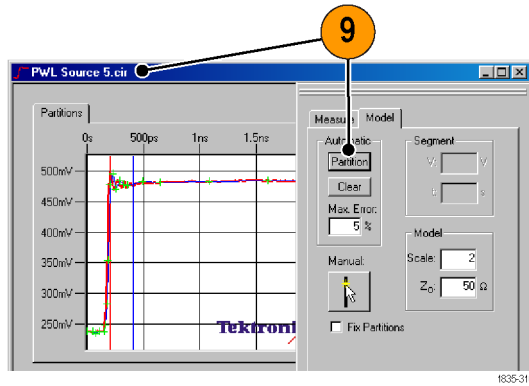 9
PWL Source 5.cir
Partitions
0s 500ps 1ns 1.5ns
500mV
450mV
400mV
350mV
300mV
250mV
Tektroni
Measure Model
Automatic
Partition
Clear
Max. Error:
5 %
Manual:
Fix Partitions
Segment
V: V
t: s
Model
Scale: 2
Z₀: 50 Ω
1835-31